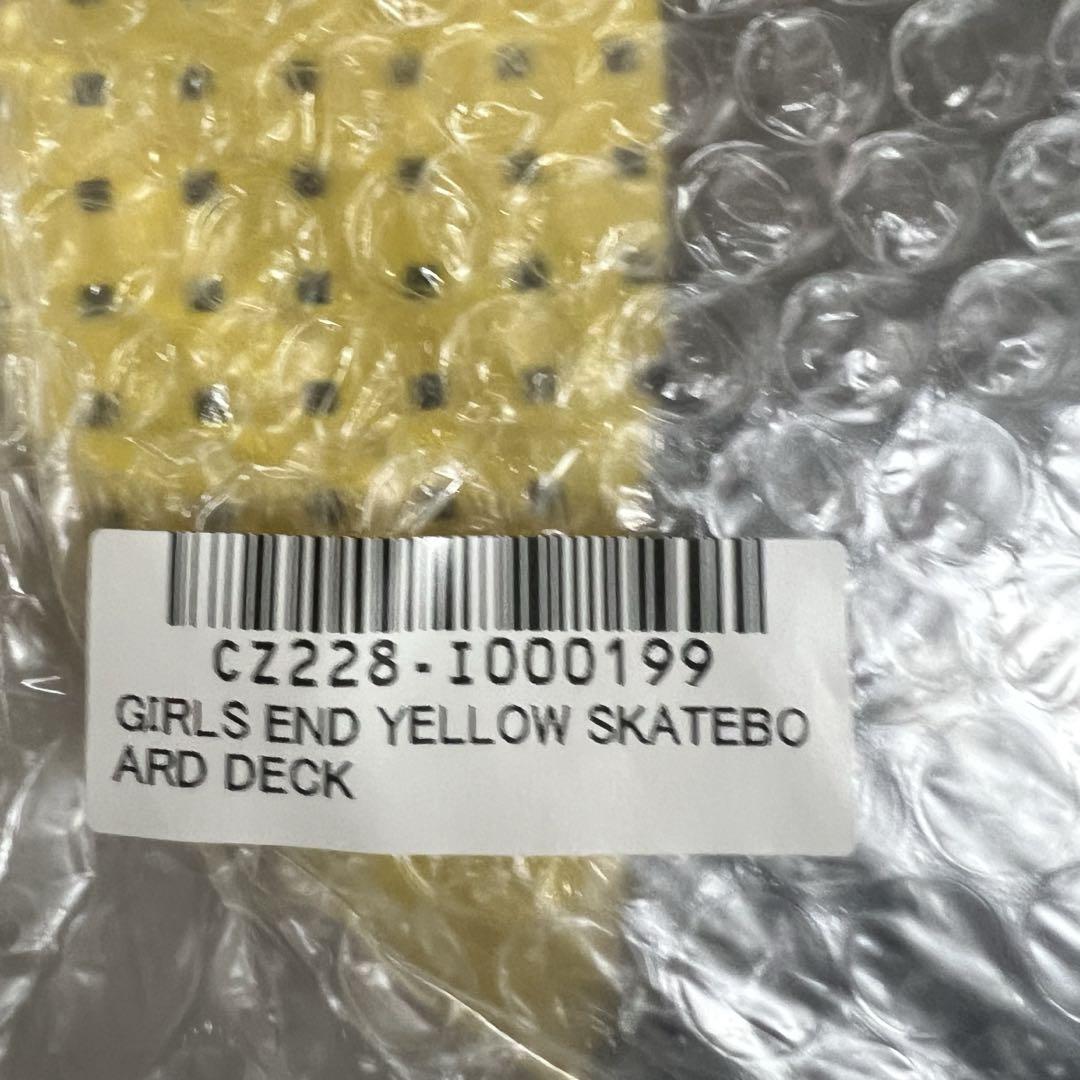 CZ228-I000199
GIRLS END YELLOW SKATEBO
ARD DECK